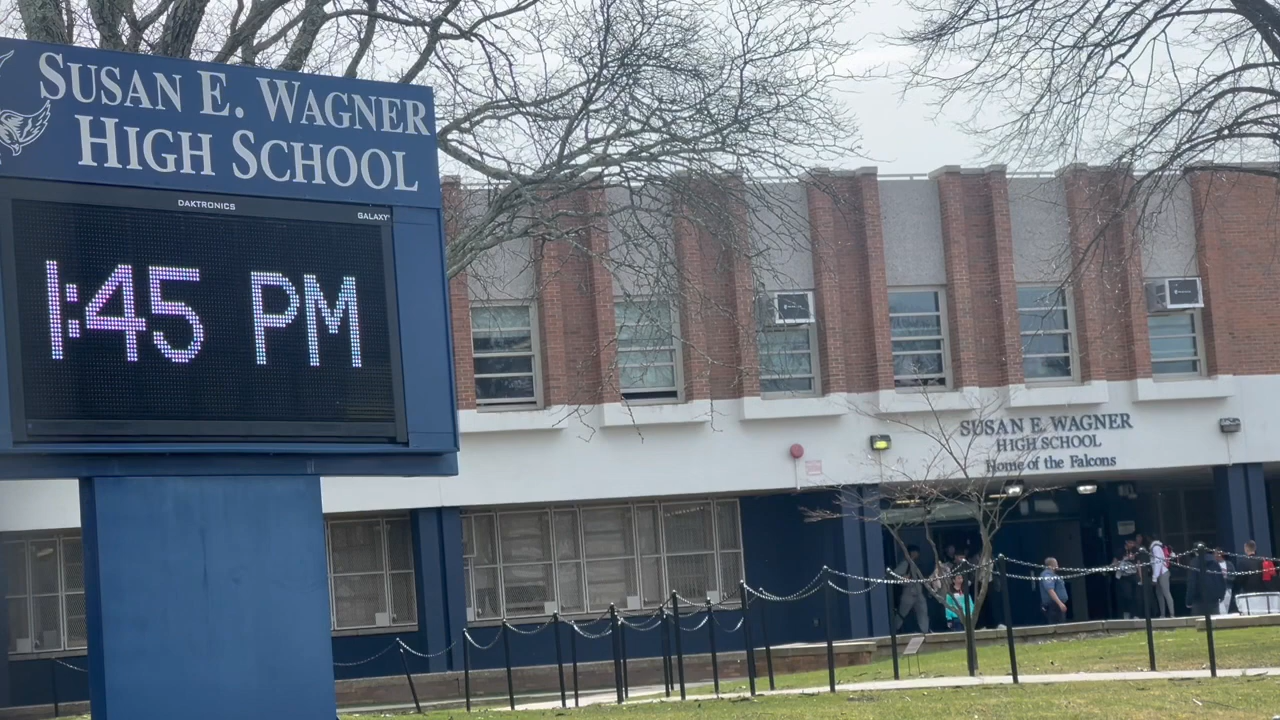 SUSAN E. WAGNER
HIGH SCHOOL
DAKTRONICS
GALAXY
1:45 PM
SUSAN E. WAGNER
HIGH SCHOOL
Home of the Falcons